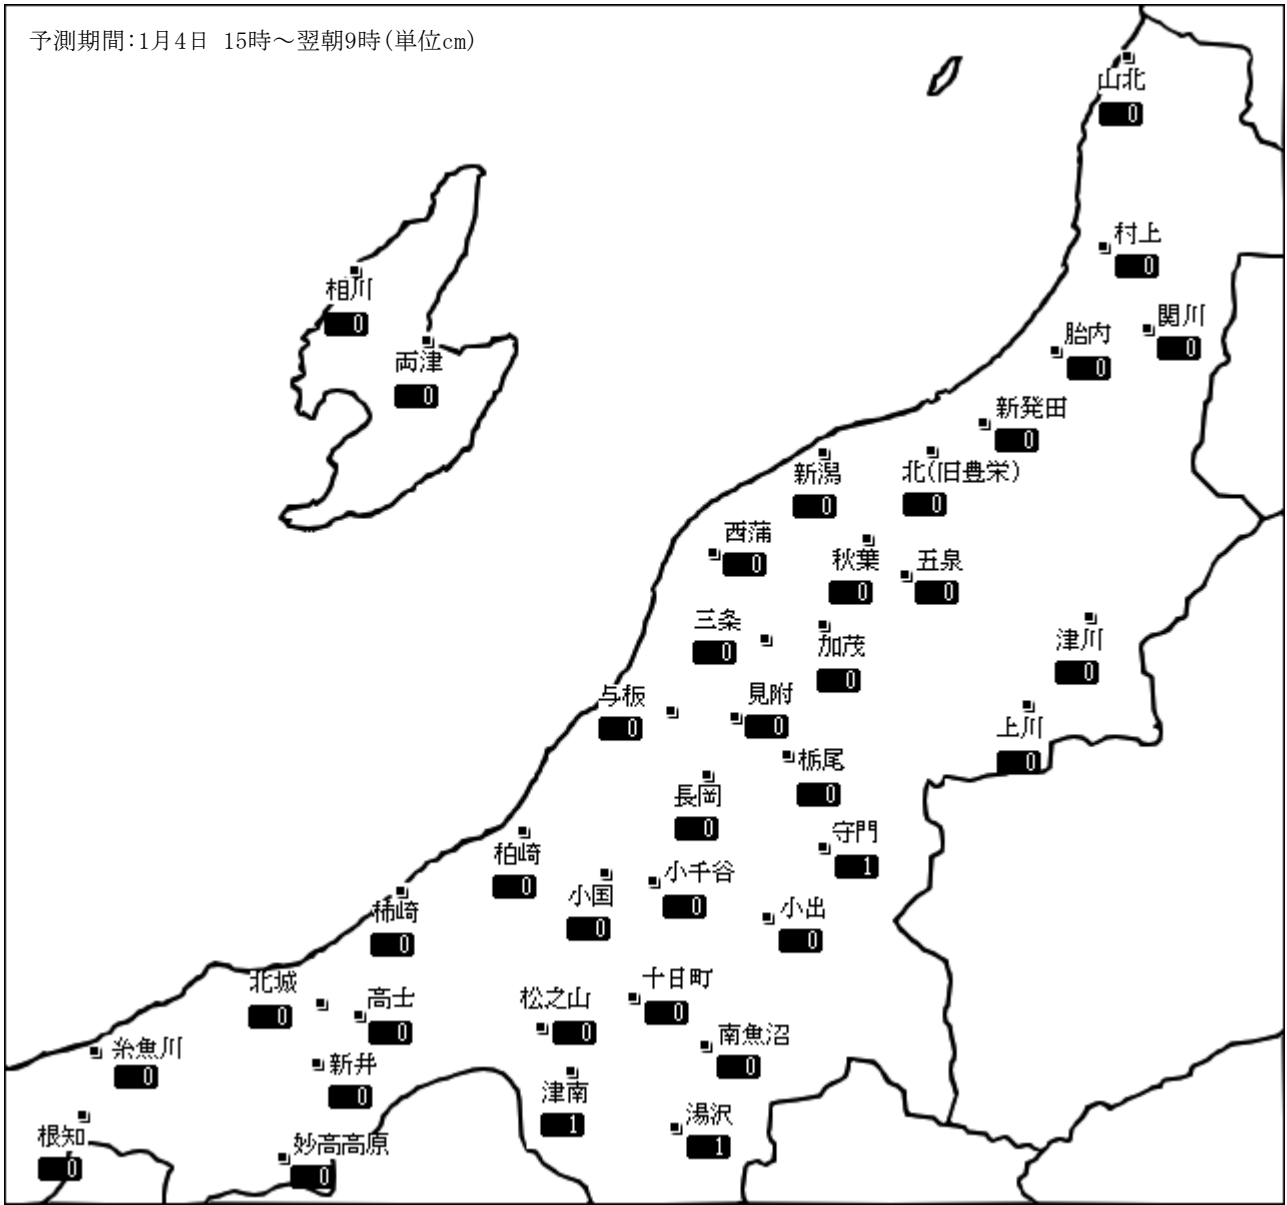 予測期間:1月4日 15時～翌朝9時(単位cm)
山北
0
村上
0
相川
0
関川
0
胎内
0
両津
0
新発田
0
新潟
0
北(旧豊栄)
0
西蒲
0
秋葉
0
五泉
0
三条
0
加茂
0
津川
0
与板
0
見附
0
上川
0
栃尾
0
長岡
0
守門
1
柏崎
0
小千谷
0
小国
0
小出
0
柿崎
0
北城
0
高士
0
松之山
0
十日町
0
南魚沼
0
糸魚川
0
新井
0
津南
1
湯沢
1
根知
0
妙高高原
0